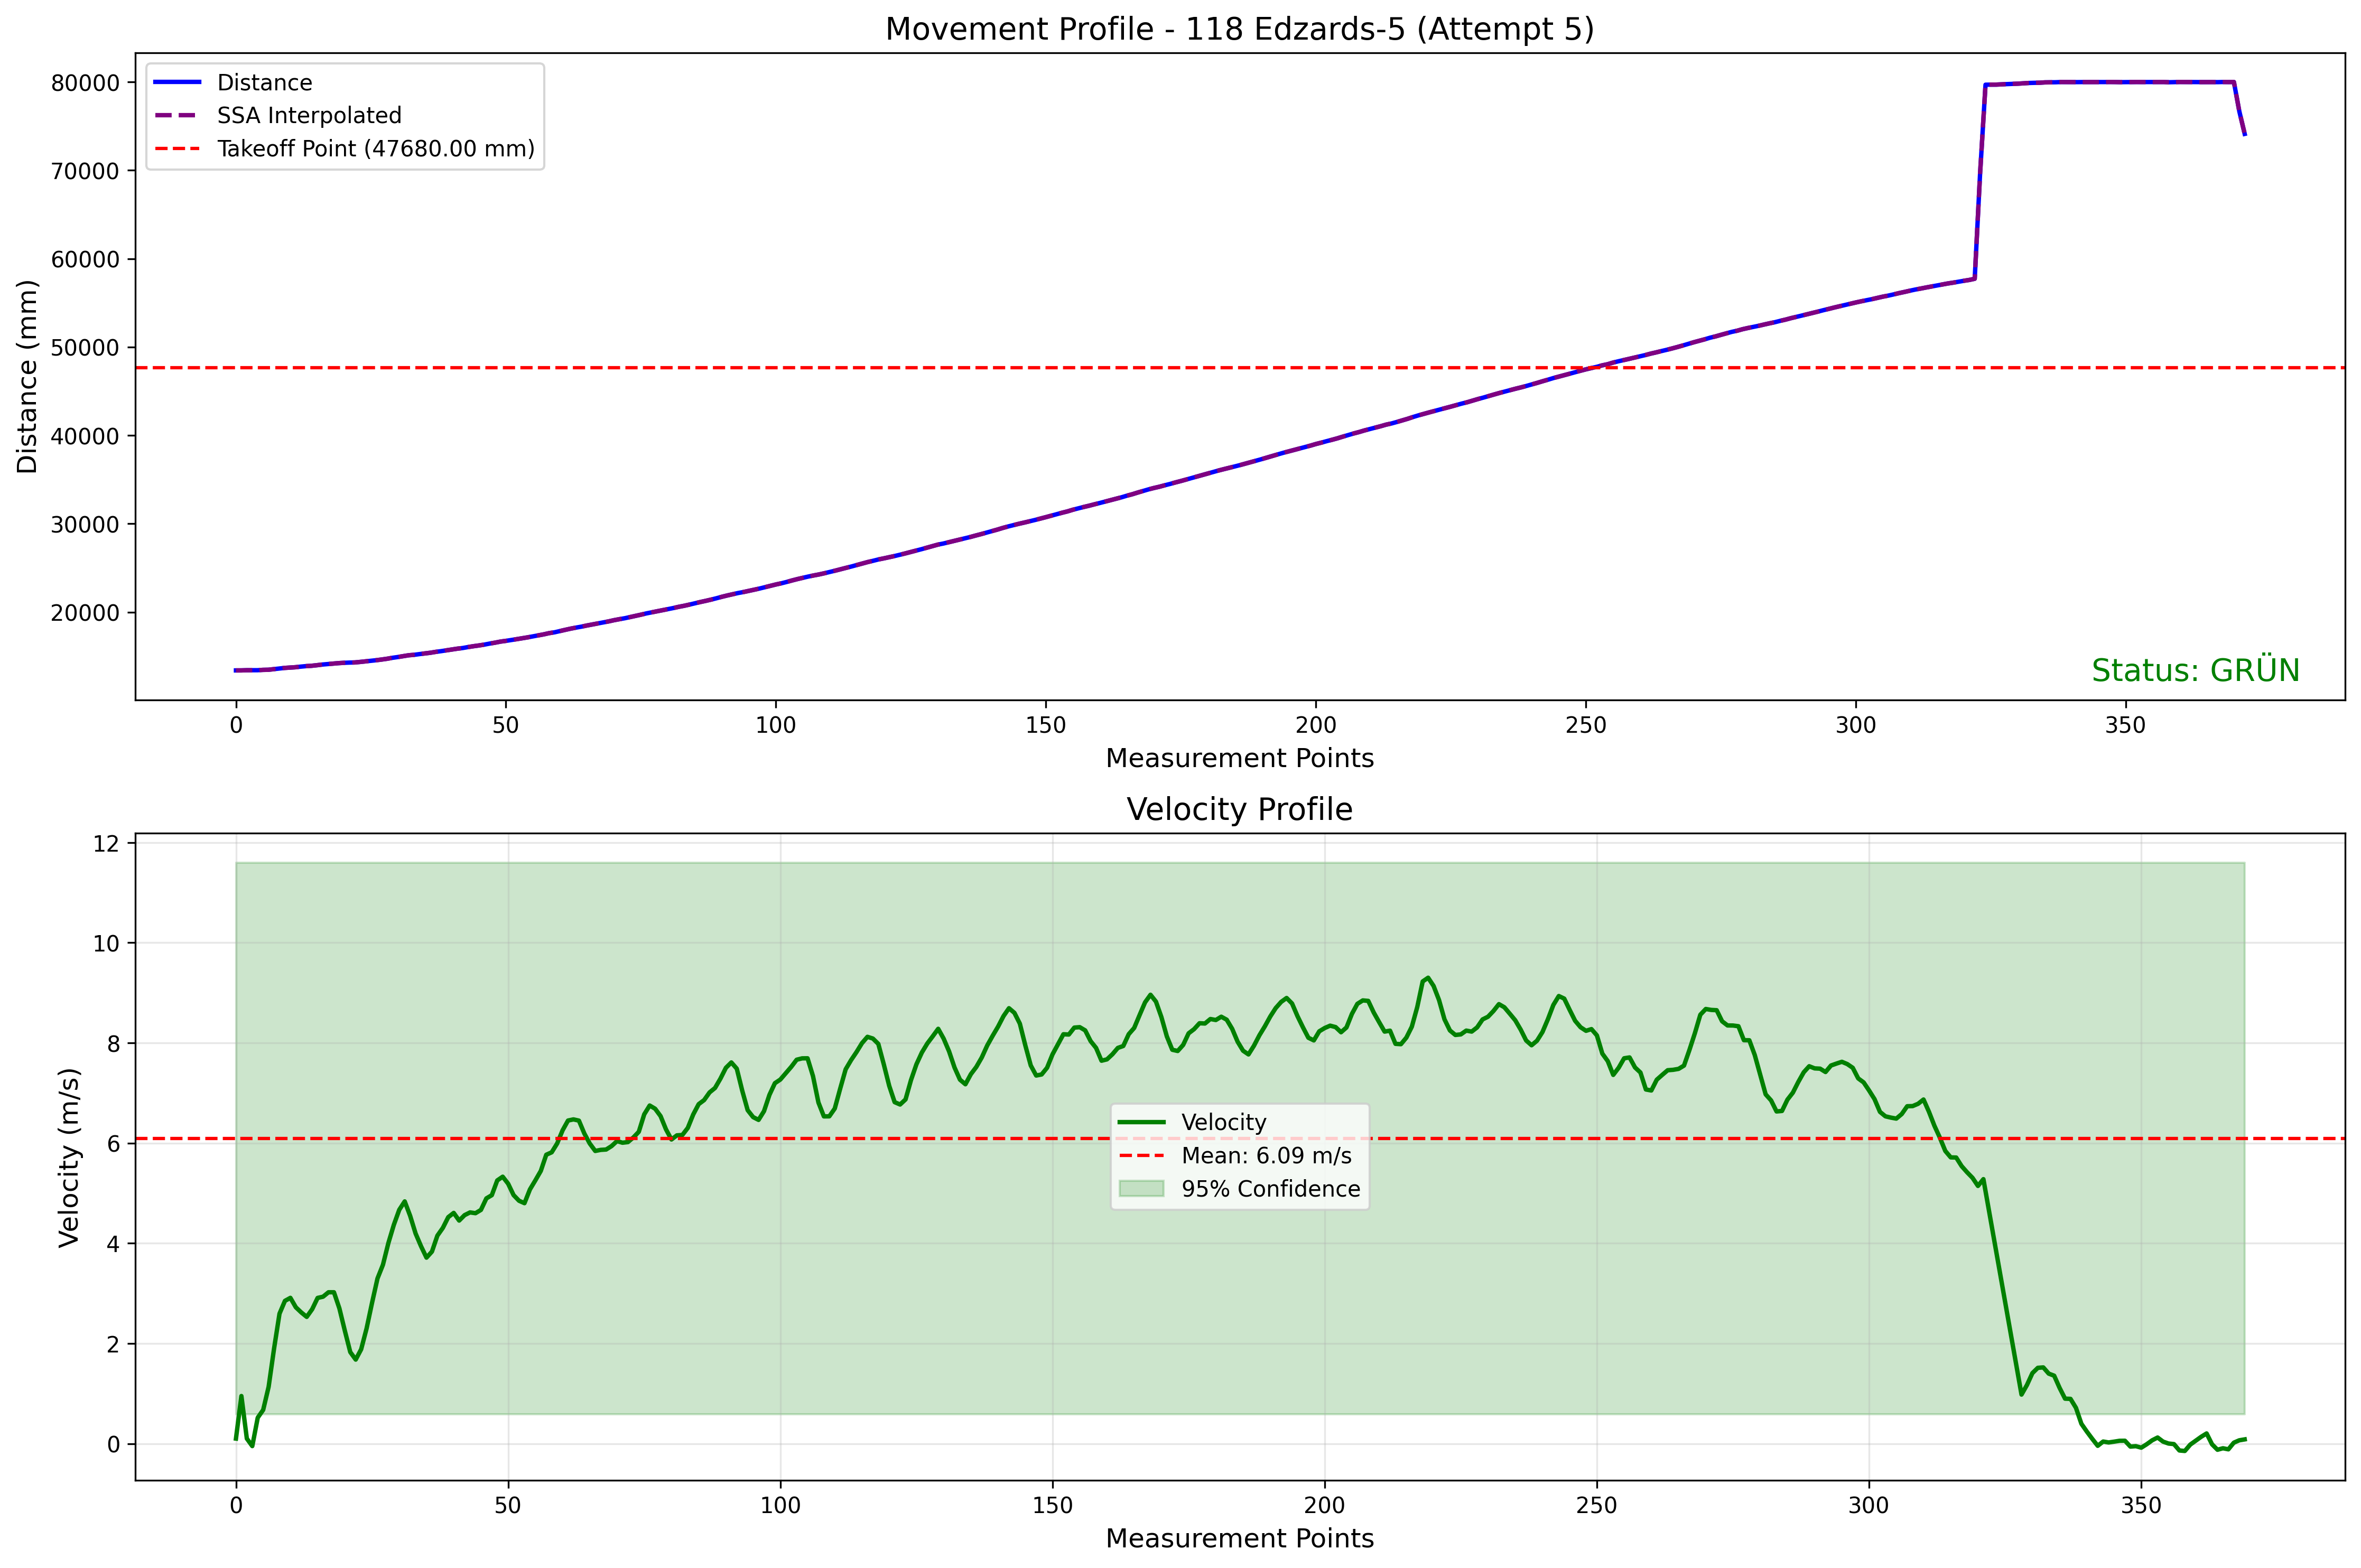 Movement Profile - 118 Edzards-5 (Attempt 5)
Distance
SSA Interpolated
Takeoff Point (47680.00 mm)
Distance (mm)
80000
70000
60000
50000
40000
30000
20000
Status: GRÜN
0 50 100 150 200 250 300 350
Measurement Points
Velocity Profile
Velocity (m/s)
12
10
8
6
4
2
0
Velocity
Mean: 6.09 m/s
95% Confidence
0 50 100 150 200 250 300 350
Measurement Points